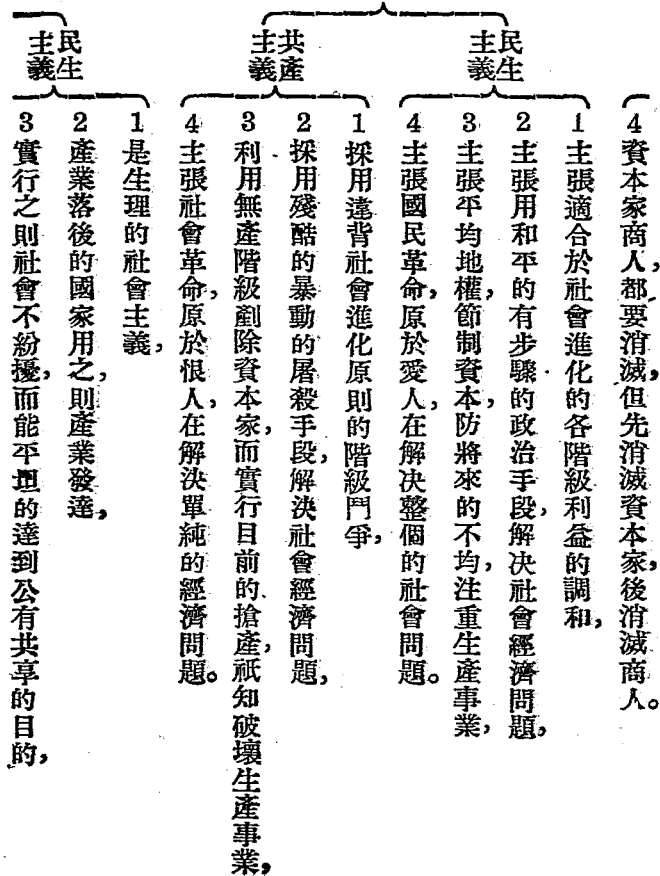 4 資本家商人，都要消滅，但先消滅資本家，後消滅商人。
民生主義
1 主張適合於社會進化的各階級利益的調和，
2 主張用和平的有步驟的政治手段，解决社會經濟問題，
3 主張平均地權，節制資本，防將來的不均，注重生產事業，
4 主張國民革命，原於愛人，在解决整個的社會問題。
共產主義
1 採用違背社會進化原則的階級鬥爭，
2 採用殘酷的暴動的屠殺手段，解决社會經濟問題，
3 利用無產階級剷除資本家，而實行目前的搶產，祇知破壞生產事業，
4 主張社會革命，原於恨人，在解決單純的經濟問題。
民生主義
1 是生理的社會主義，
2 產業落後的國家用之，則產業發達，
3 實行之則社會不紛擾，而能平坦的達到公有共享的目的，